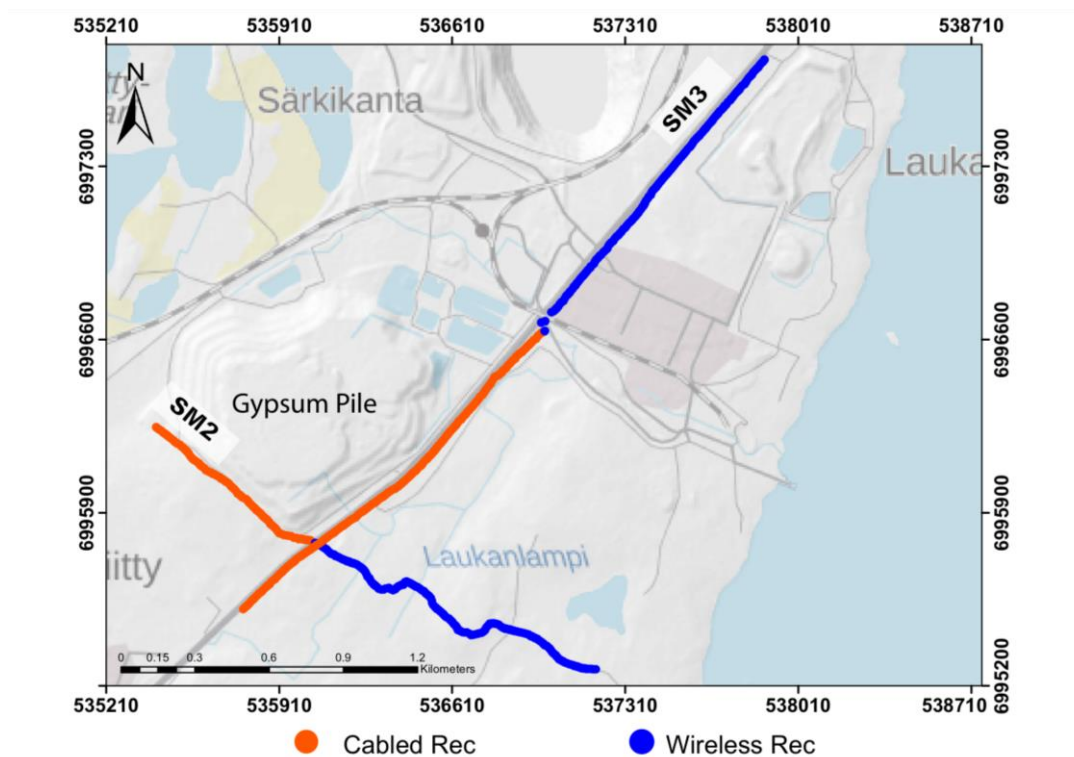 535210 535910 536610 537310 538010 538710
N
tty-
Särkikanta
SM3
Lauka
6997300
6997300
6996600
6996600
SM2
Gypsum Pile
6995900
6995900
Laukanlampi
iitty
0 0.15 0.3 0.6 0.9 1.2
Kilometers
6995200
535210 535910 536610 537310 538010 538710
Cabled Rec Wireless Rec